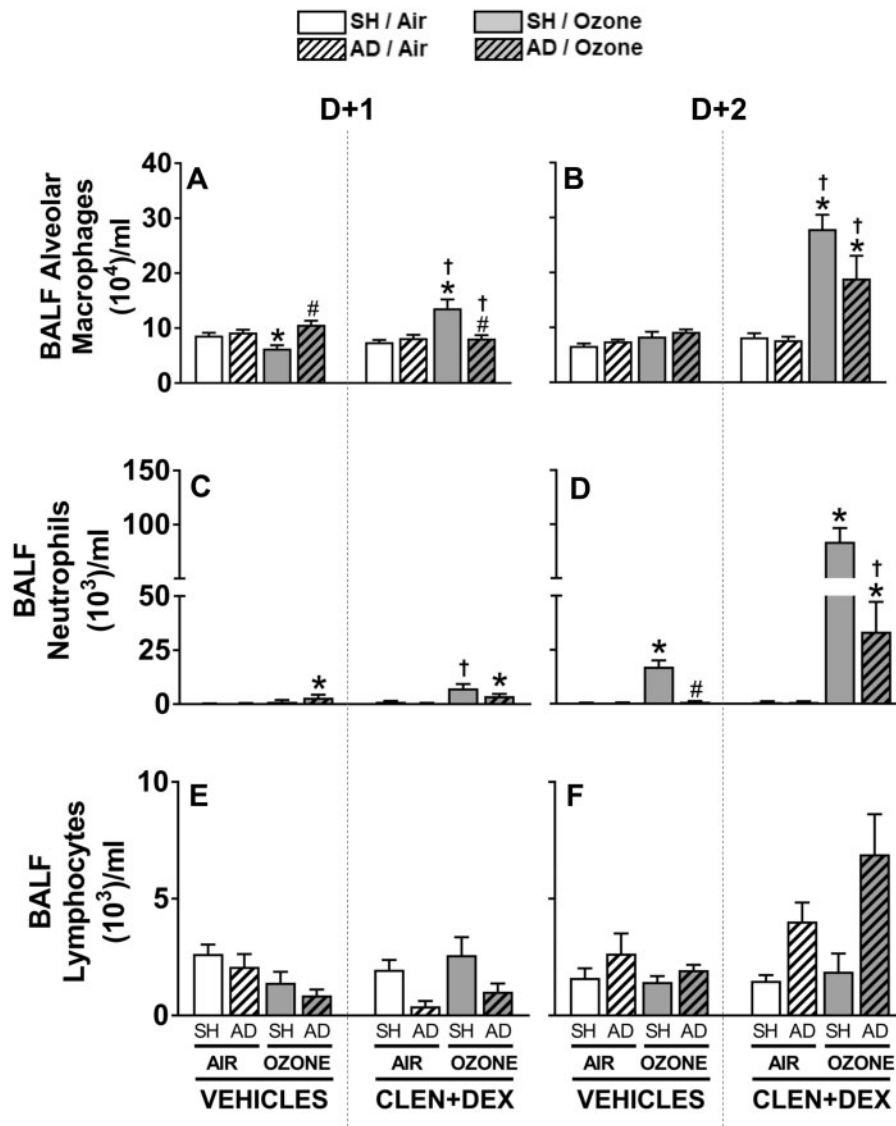 SH / Air SH / Ozone
AD / Air AD / Ozone
D+1 D+2
BALF Alveolar
Macrophages
(10⁴)/ml
40
30
20
10
0
A
*
#
†
*
†
#
B
†
*
†
*
BALF
Neutrophils
(10³)/ml
150
100
50
25
0
C
*
†
*
D
*
#
*
†
*
BALF
Lymphocytes
(10³)/ml
10
5
0
E
F
SH AD SH AD SH AD SH AD SH AD SH AD SH AD SH AD
AIR OZONE AIR OZONE AIR OZONE AIR OZONE
VEHICLES CLEN+DEX VEHICLES CLEN+DEX